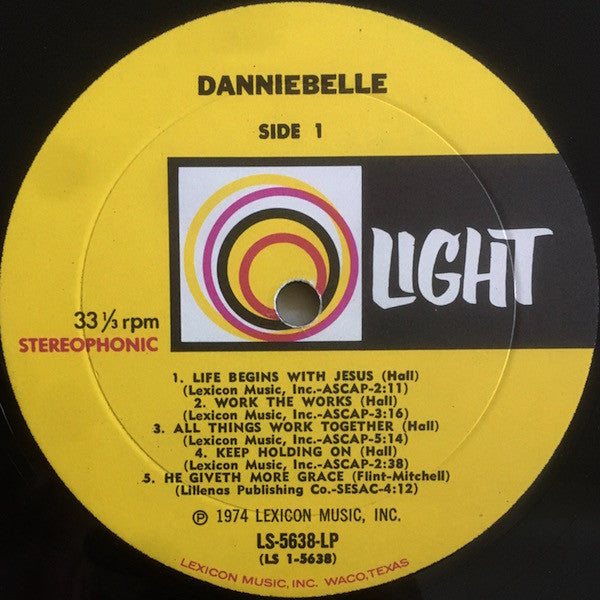 DANNIEBELLE
SIDE 1
LIGHT
33 ⅓ rpm
STEREOPHONIC
1. LIFE BEGINS WITH JESUS (Hall)
(Lexicon Music, Inc.-ASCAP-2:11)
2. WORK THE WORKS (Hall)
(Lexicon Music, Inc.-ASCAP-3:16)
3. ALL THINGS WORK TOGETHER (Hall)
(Lexicon Music, Inc.-ASCAP-5:14)
4. KEEP HOLDING ON (Hall)
(Lexicon Music, Inc.-ASCAP-2:38)
5. HE GIVETH MORE GRACE (Flint-Mitchell)
(Lillenas Publishing Co.-SESAC-4:12)
℗ 1974 LEXICON MUSIC, INC.
LS-5638-LP
(LS 1-5638)
LEXICON MUSIC, INC. WACO, TEXAS